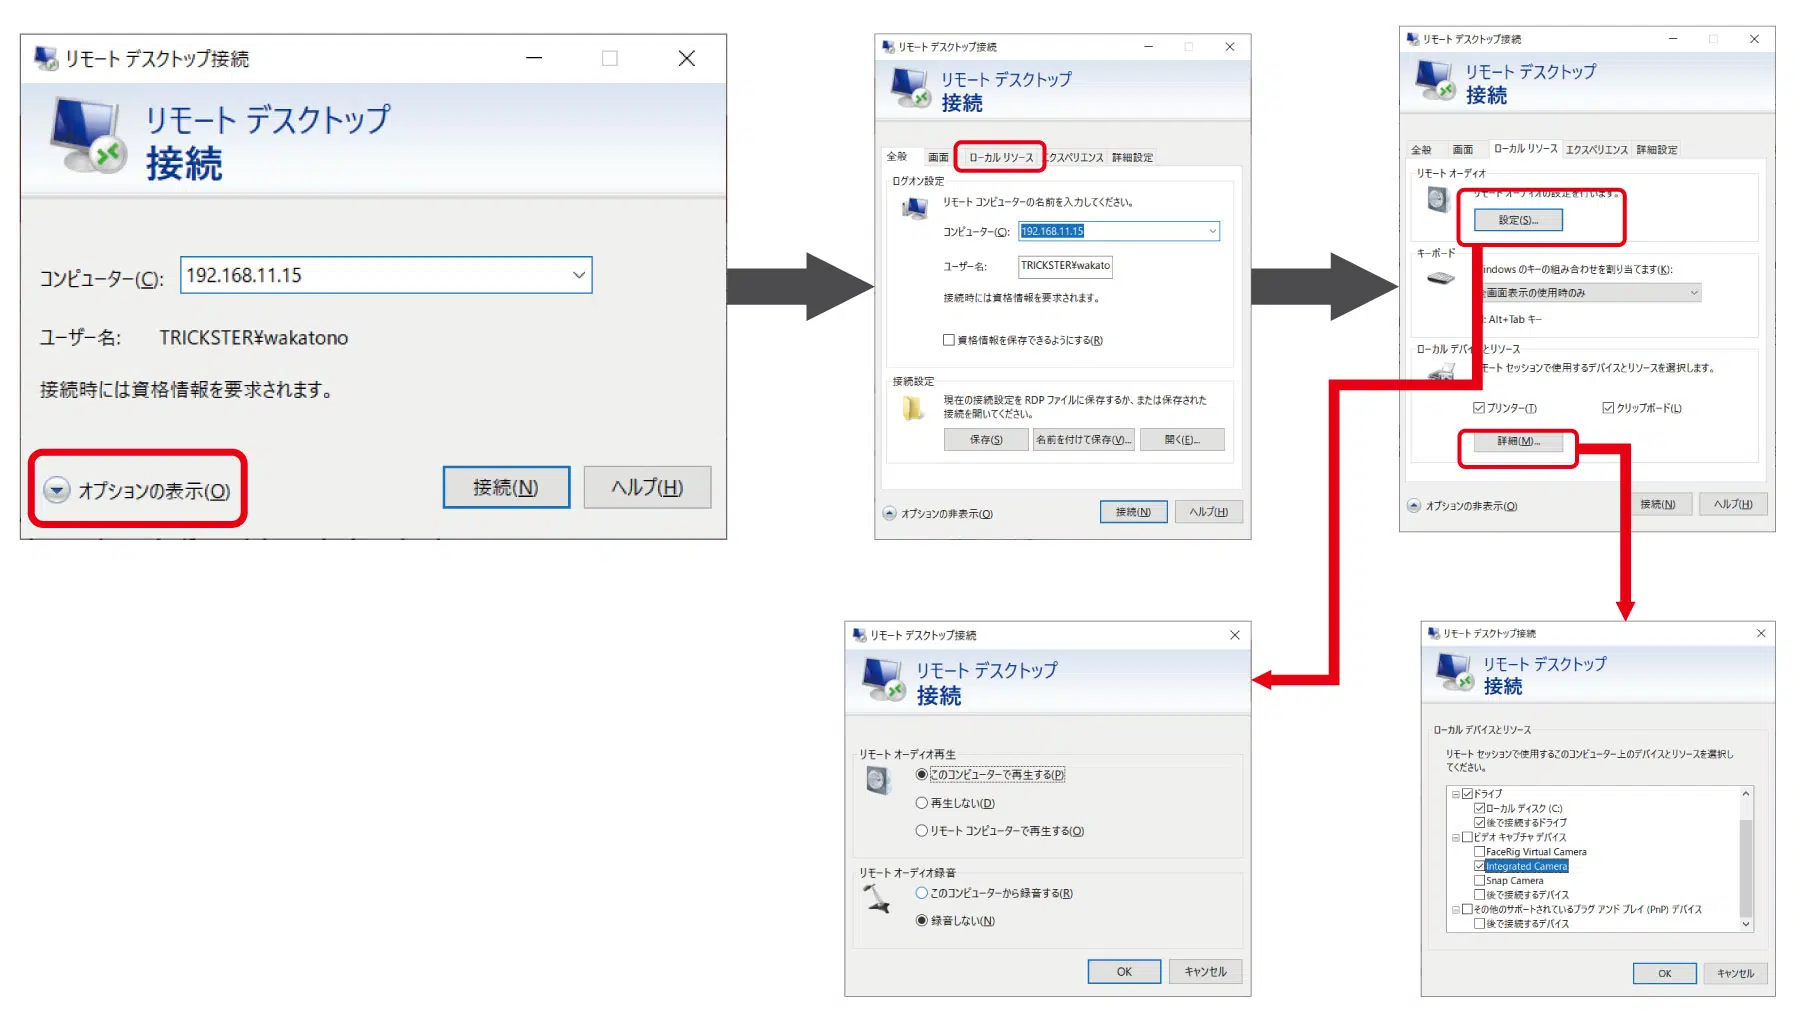 リモート デスクトップ接続
リモート デスクトップ
接続
コンピューター(C):
192.168.11.15
ユーザー名:
TRICKSTER¥wakatono
接続時には資格情報を要求されます。
オプションの表示(O)
接続(N)
ヘルプ(H)
リモート デスクトップ接続
リモート デスクトップ
接続
全般
画面
ローカル リソース
エクスペリエンス
詳細設定
ログオン設定
リモート コンピューターの名前を入力してください。
コンピューター(C):
192.168.11.15
ユーザー名:
TRICKSTER¥wakato
接続時には資格情報を要求されます。
資格情報を保存できるようにする(R)
接続設定
現在の接続設定を RDP ファイルに保存するか、または保存された
接続を開いてください。
保存(S)
名前を付けて保存(V)...
開く(E)...
オプションの非表示(O)
接続(N)
ヘルプ(H)
リモート デスクトップ接続
リモート デスクトップ
接続
全般
画面
ローカル リソース
エクスペリエンス
詳細設定
リモート オーディオ
リモート オーディオの設定を行います。
設定(S)...
キーボード
indows のキーの組み合わせを割り当てます(K):
全画面表示の使用時のみ
: Alt+Tab キー
ローカル デバイスとリソース
モート セッションで使用するデバイスとリソースを選択します。
プリンター(T)
クリップボード(L)
詳細(M)...
オプションの非表示(O)
接続(N)
ヘルプ(H)
リモート デスクトップ接続
リモート デスクトップ
接続
リモート オーディオ再生
このコンピューターで再生する(P)
再生しない(D)
リモート コンピューターで再生する(O)
リモート オーディオ録音
このコンピューターから録音する(R)
録音しない(N)
OK
キャンセル
リモート デスクトップ接続
リモート デスクトップ
接続
ローカル デバイスとリソース
リモート セッションで使用するこのコンピューター上のデバイスとリソースを選択し
てください。
ドライブ
ローカル ディスク (C:)
後で接続するドライブ
ビデオ キャプチャ デバイス
FaceRig Virtual Camera
Integrated Camera
Snap Camera
後で接続するデバイス
その他のサポートされているプラグ アンド プレイ (PnP) デバイス
後で接続するデバイス
OK
キャンセル